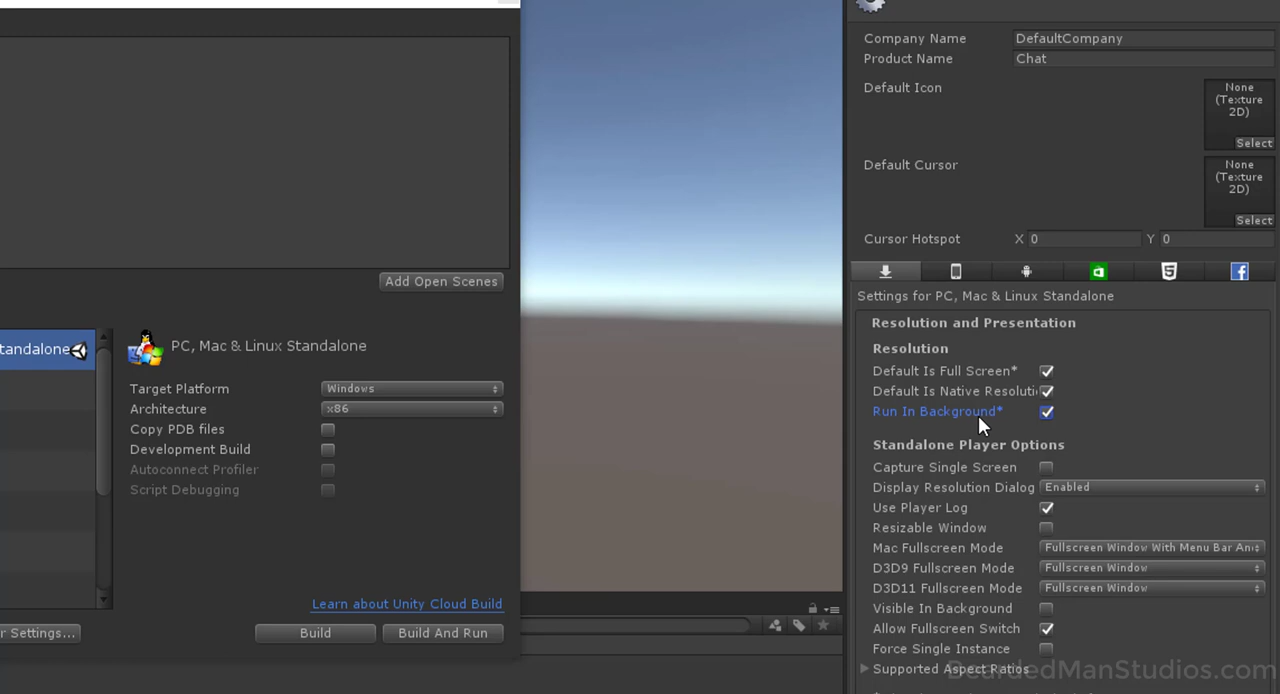 Company Name DefaultCompany
Product Name Chat
Default Icon
None
(Texture
2D)
Select
Default Cursor
None
(Texture
2D)
Select
Cursor Hotspot X 0 Y 0
Settings for PC, Mac & Linux Standalone
Resolution and Presentation
Resolution
Default Is Full Screen*
Default Is Native Resoluti
Run In Background*
Standalone Player Options
Capture Single Screen
Display Resolution Dialog Enabled
Use Player Log
Resizable Window
Mac Fullscreen Mode Fullscreen Window With Menu Bar An
D3D9 Fullscreen Mode Fullscreen Window
D3D11 Fullscreen Mode Fullscreen Window
Visible In Background
Allow Fullscreen Switch
Force Single Instance
Supported Aspect Ratios
BeardedManStudios.com
Add Open Scenes
tandalone
PC, Mac & Linux Standalone
Target Platform Windows
Architecture x86
Copy PDB files
Development Build
Autoconnect Profiler
Script Debugging
Learn about Unity Cloud Build
r Settings... Build Build And Run